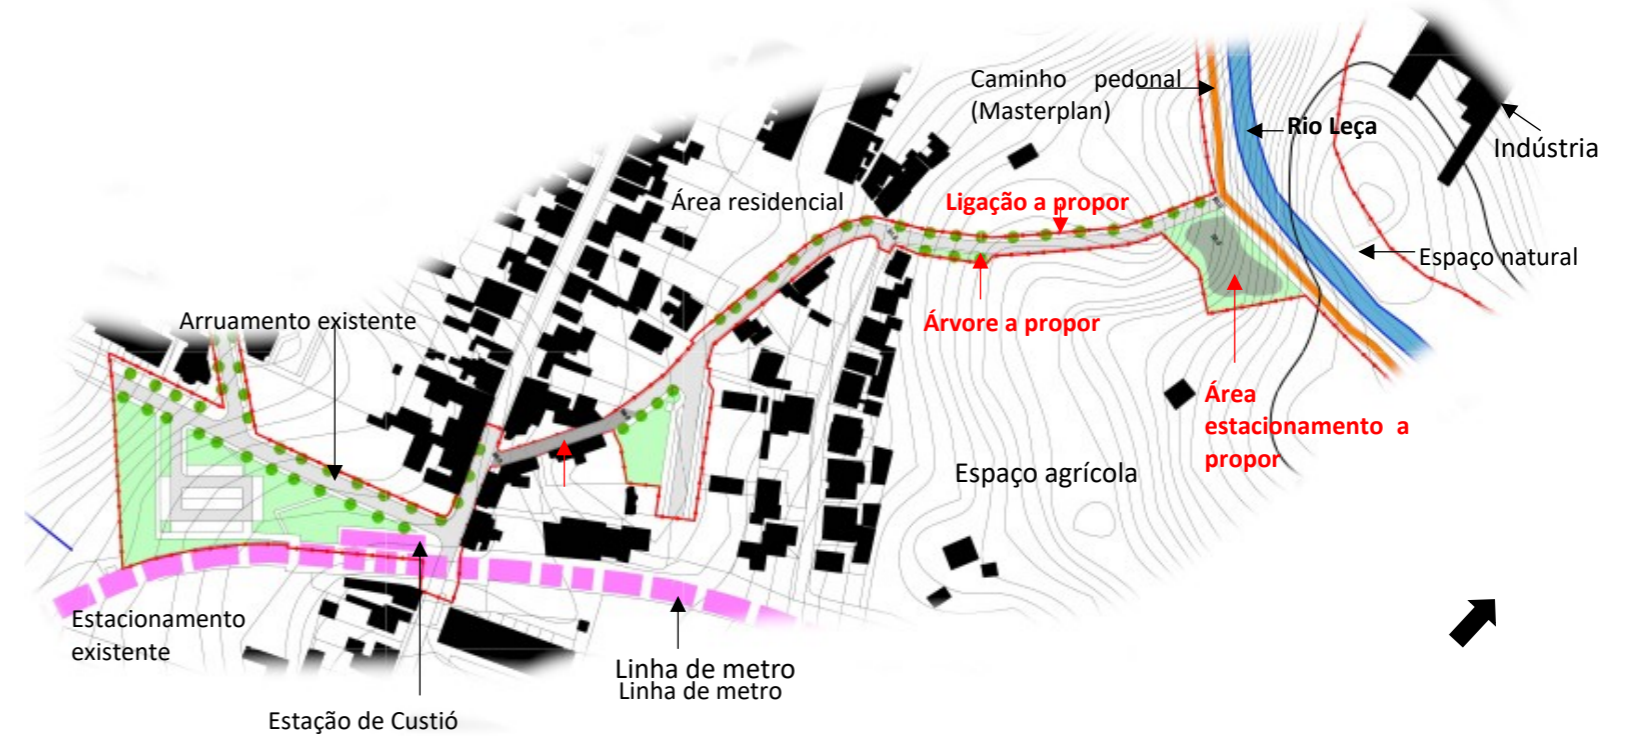 Caminho pedonal
(Masterplan)
Rio Leça
Indústria
Área residencial
Ligação a propor
Espaço natural
Arruamento existente
Árvore a propor
Área
estacionamento a
propor
Espaço agrícola
Estacionamento
existente
Linha de metro
Linha de metro
Estação de Custió